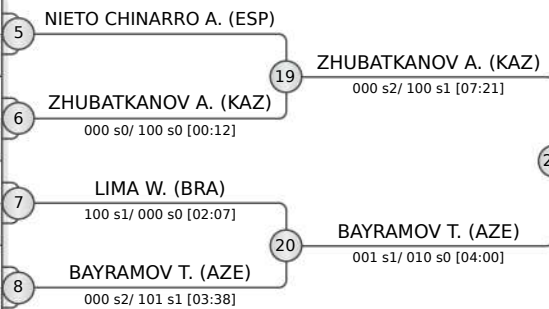 5
NIETO CHINARRO A. (ESP)
19
ZHUBATKANOV A. (KAZ)
000 s2/ 100 s1 [07:21]
6
ZHUBATKANOV A. (KAZ)
000 s0/ 100 s0 [00:12]
7
LIMA W. (BRA)
100 s1/ 000 s0 [02:07]
20
BAYRAMOV T. (AZE)
001 s1/ 010 s0 [04:00]
8
BAYRAMOV T. (AZE)
000 s2/ 101 s1 [03:38]